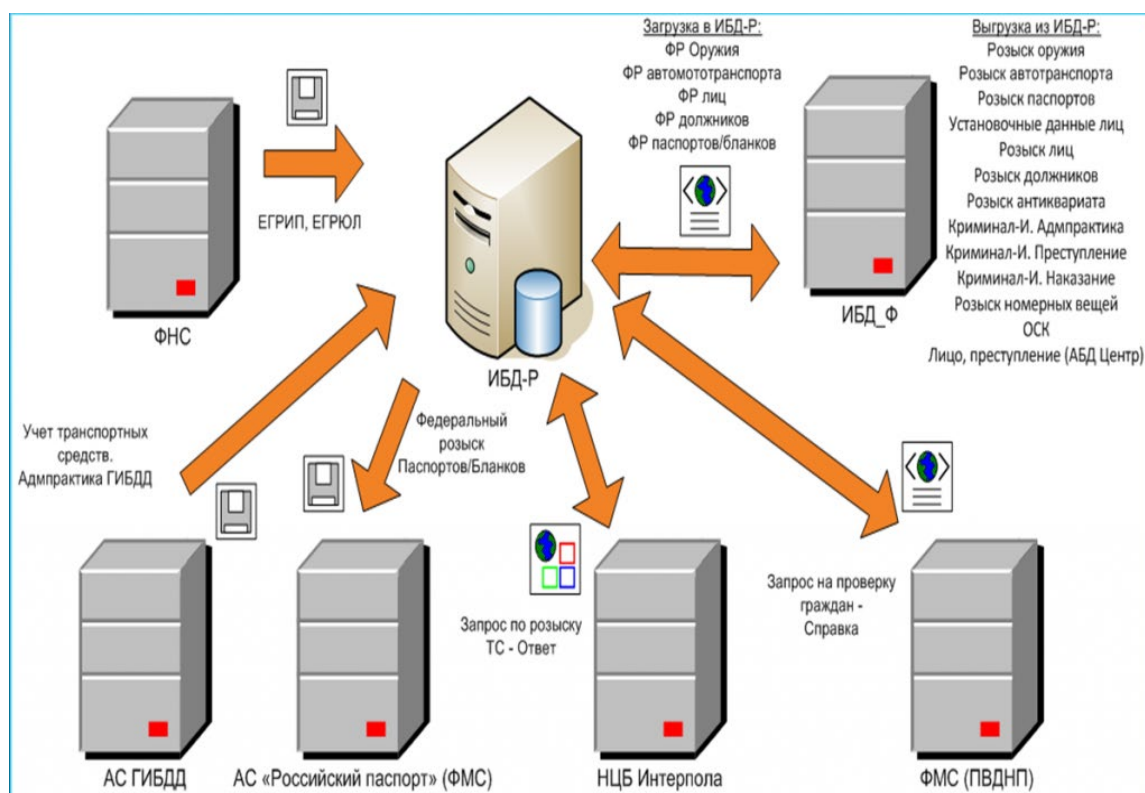 Загрузка в ИБД-Р:
ФР Оружия
ФР автомототранспорта
ФР лиц
ФР должников
ФР паспортов/бланков
Выгрузка из ИБД-Р:
Розыск оружия
Розыск автотранспорта
Розыск паспортов
Установочные данные лиц
Розыск лиц
Розыск должников
Розыск антиквариата
Криминал-И. Адмпрактика
Криминал-И. Преступление
Криминал-И. Наказание
Розыск номерных вещей
ОСК
Лицо, преступление (АБД Центр)
ЕГРИП, ЕГРЮЛ
ФНС
ИБД-Р
ИБД_Ф
Учет транспортных
средств.
Адмпрактика ГИБДД
Федеральный
розыск
Паспортов/Бланков
Запрос по розыску
ТС - Ответ
Запрос на проверку
граждан -
Справка
АС ГИБДД
АС «Российский паспорт» (ФМС)
НЦБ Интерпола
ФМС (ПВДНП)